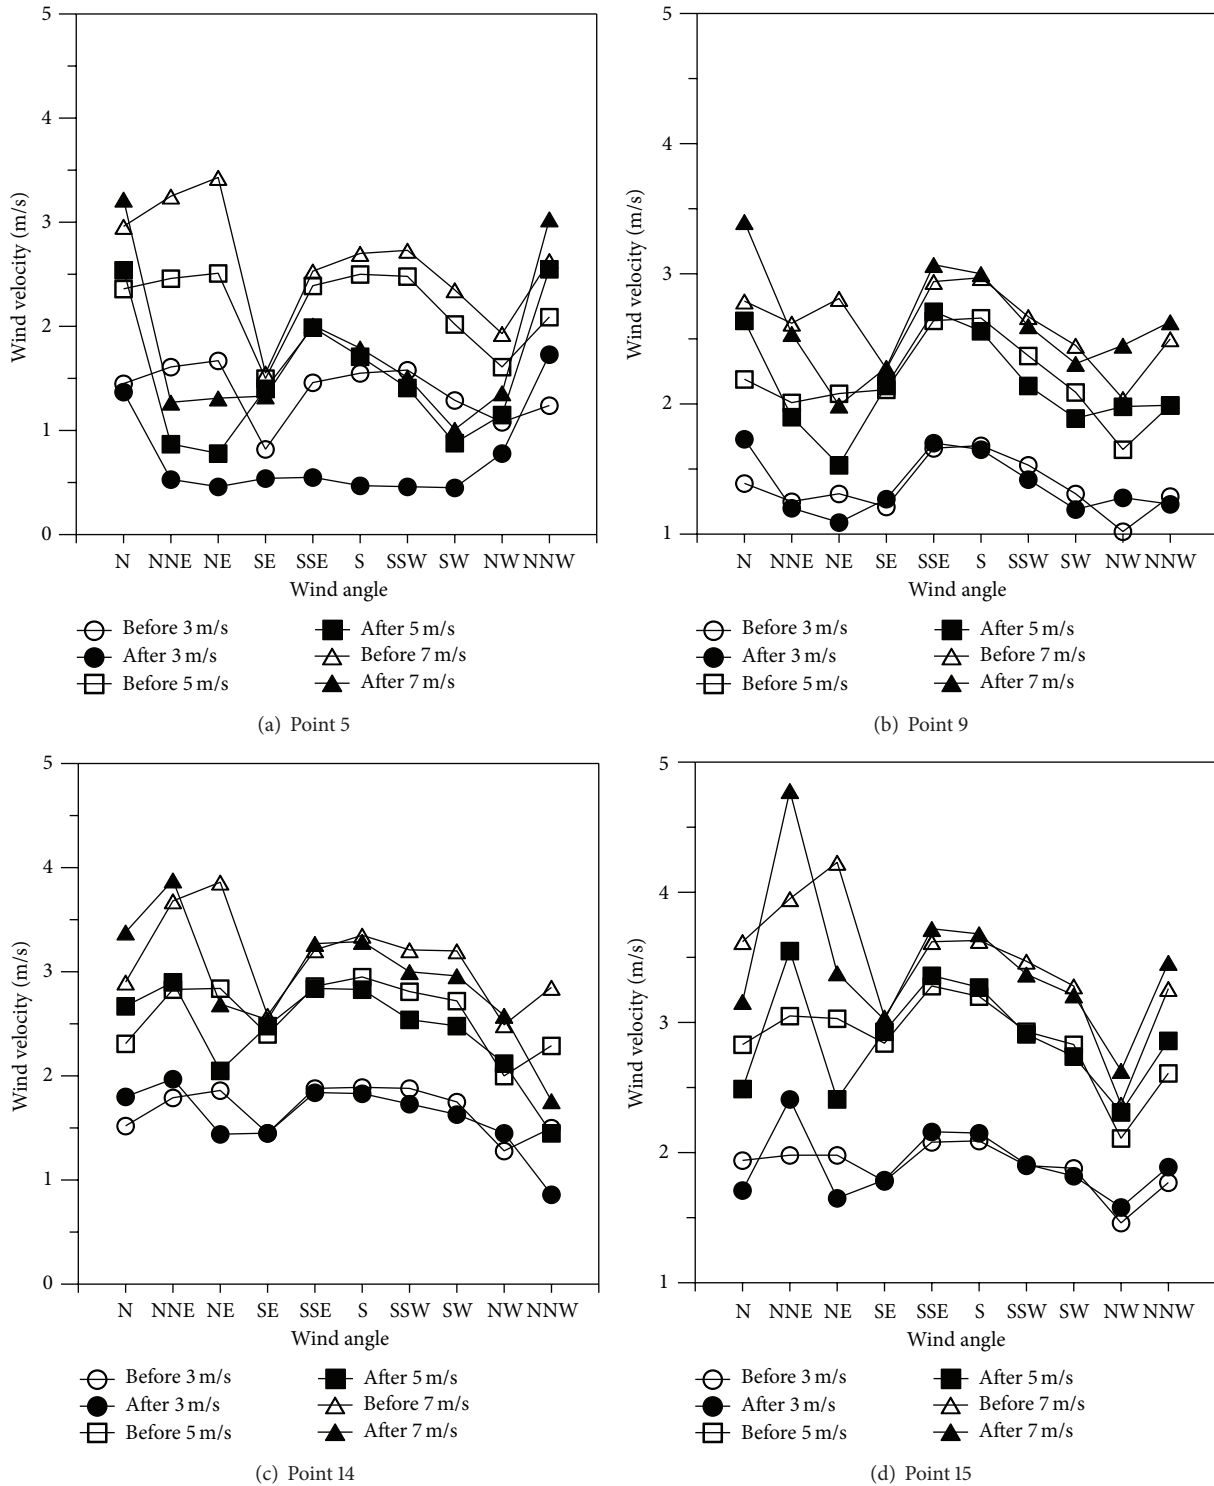 5
4
3
2
1
0
Wind velocity (m/s)
N NNE NE SE SSE S SSW SW NW NNW
Wind angle
Before 3 m/s
After 3 m/s
Before 5 m/s
After 5 m/s
Before 7 m/s
After 7 m/s
(a) Point 5
5
4
3
2
1
Wind velocity (m/s)
N NNE NE SE SSE S SSW SW NW NNW
Wind angle
Before 3 m/s
After 3 m/s
Before 5 m/s
After 5 m/s
Before 7 m/s
After 7 m/s
(b) Point 9
5
4
3
2
1
0
Wind velocity (m/s)
N NNE NE SE SSE S SSW SW NW NNW
Wind angle
Before 3 m/s
After 3 m/s
Before 5 m/s
After 5 m/s
Before 7 m/s
After 7 m/s
(c) Point 14
5
4
3
2
1
Wind velocity (m/s)
N NNE NE SE SSE S SSW SW NW NNW
Wind angle
Before 3 m/s
After 3 m/s
Before 5 m/s
After 5 m/s
Before 7 m/s
After 7 m/s
(d) Point 15